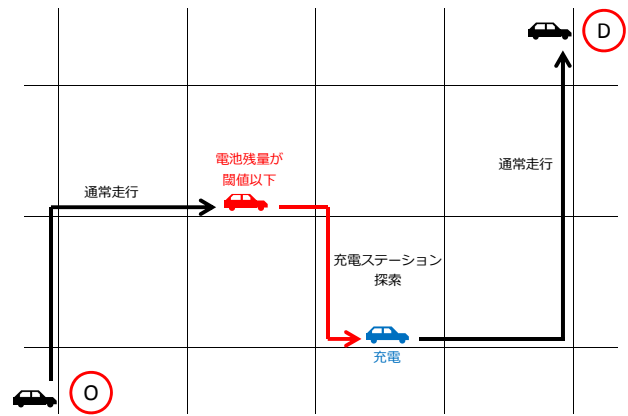 D
電池残量が
閾値以下
通常走行
通常走行
充電ステーション
探索
充電
O